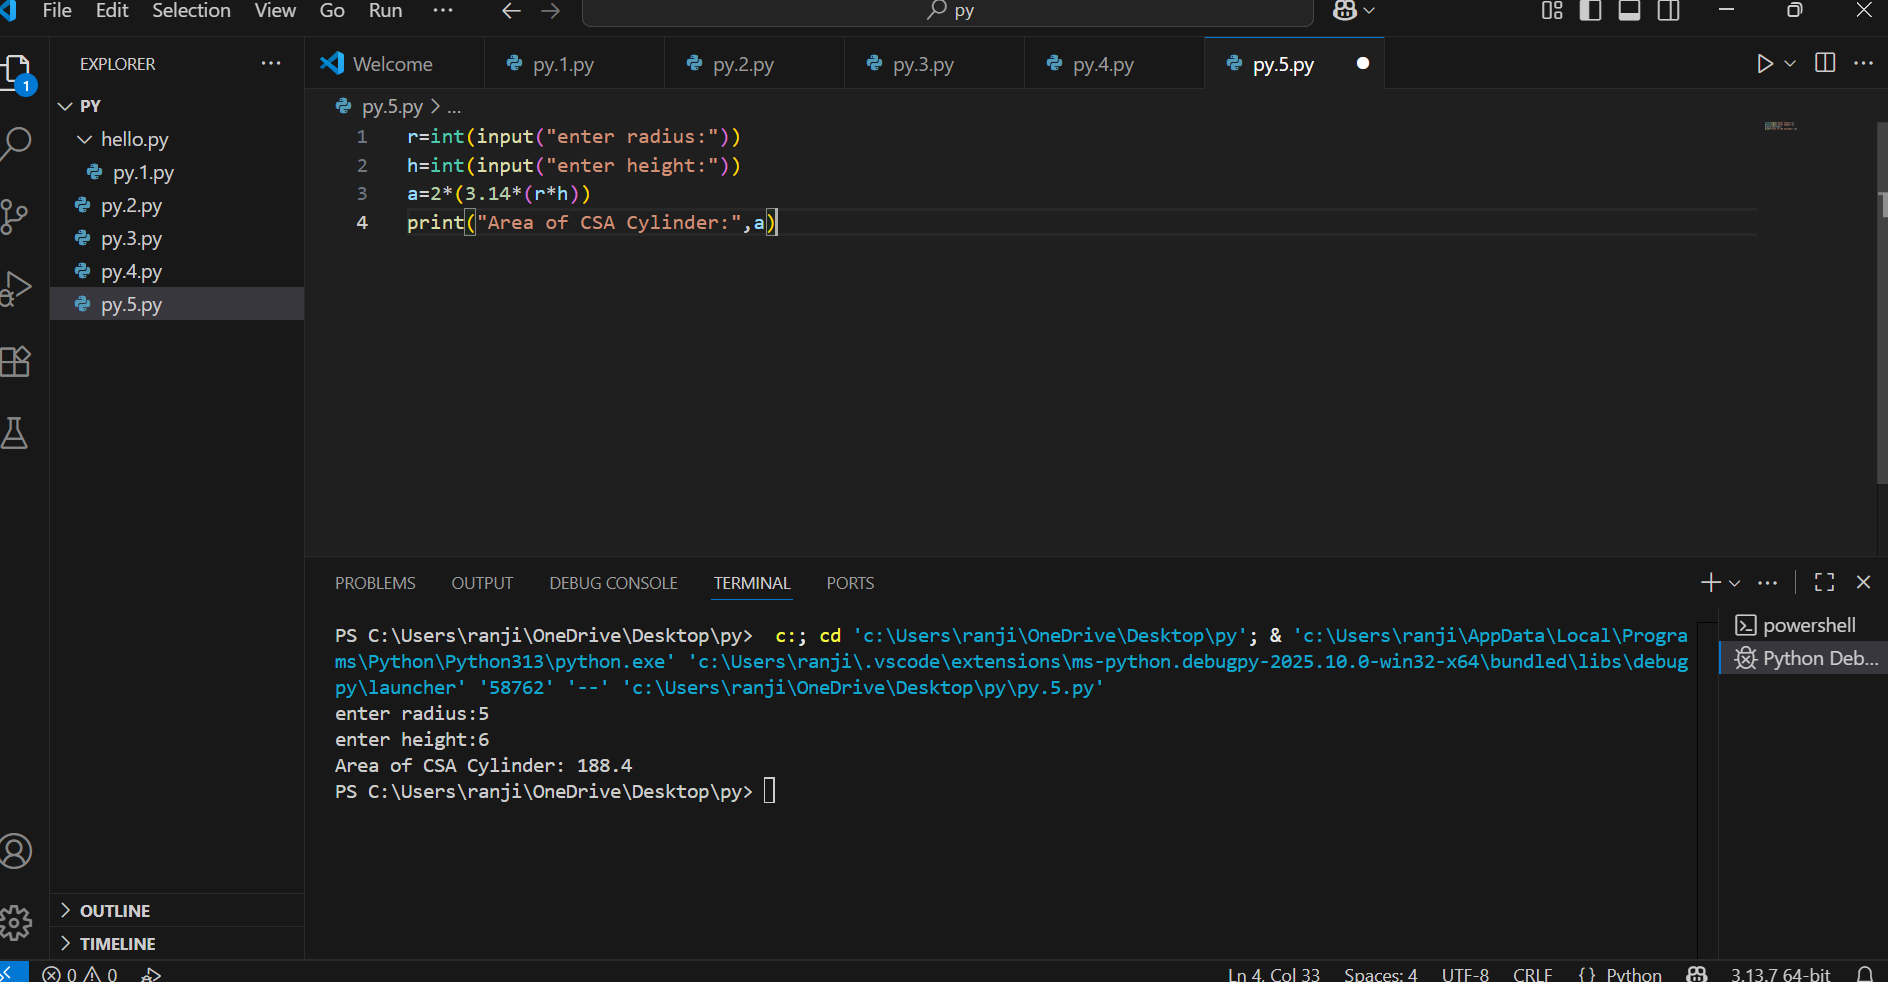 File Edit Selection View Go Run ··· py
EXPLORER ···
Welcome py.1.py py.2.py py.3.py py.4.py py.5.py
1
PY
hello.py
py.1.py
py.2.py
py.3.py
py.4.py
py.5.py
py.5.py > ...
1 r=int(input("enter radius:"))
2 h=int(input("enter height:"))
3 a=2*(3.14*(r*h))
4 print("Area of CSA Cylinder:",a)
PROBLEMS OUTPUT DEBUG CONSOLE TERMINAL PORTS
PS C:\Users\ranji\OneDrive\Desktop\py>  c:; cd 'c:\Users\ranji\OneDrive\Desktop\py'; & 'c:\Users\ranji\AppData\Local\Progra
ms\Python\Python313\python.exe' 'c:\Users\ranji\.vscode\extensions\ms-python.debugpy-2025.10.0-win32-x64\bundled\libs\debug
py\launcher' '58762' '--' 'c:\Users\ranji\OneDrive\Desktop\py\py.5.py'
enter radius:5
enter height:6
Area of CSA Cylinder: 188.4
PS C:\Users\ranji\OneDrive\Desktop\py>
powershell
Python Deb...
OUTLINE
TIMELINE
0 0 Ln 4, Col 33 Spaces: 4 UTF-8 CRLF {} Python 3.13.7 64-bit